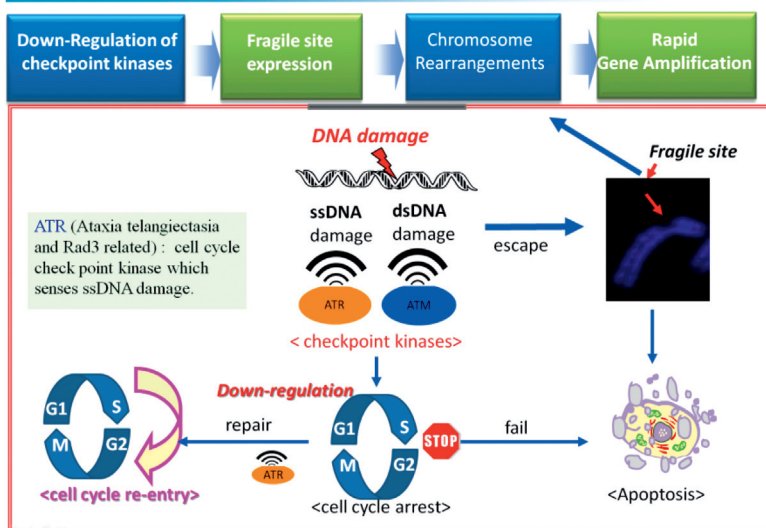 Down-Regulation of
checkpoint kinases
Fragile site
expression
Chromosome
Rearrangements
Rapid
Gene Amplification
DNA damage
Fragile site
ssDNA
damage
dsDNA
damage
ATR (Ataxia telangiectasia
and Rad3 related) : cell cycle
check point kinase which
senses ssDNA damage.
escape
ATR
ATM
< checkpoint kinases>
Down-regulation
G1
S
M
G2
repair
ATR
G1
S
M
G2
STOP
fail
<cell cycle re-entry>
<cell cycle arrest>
<Apoptosis>